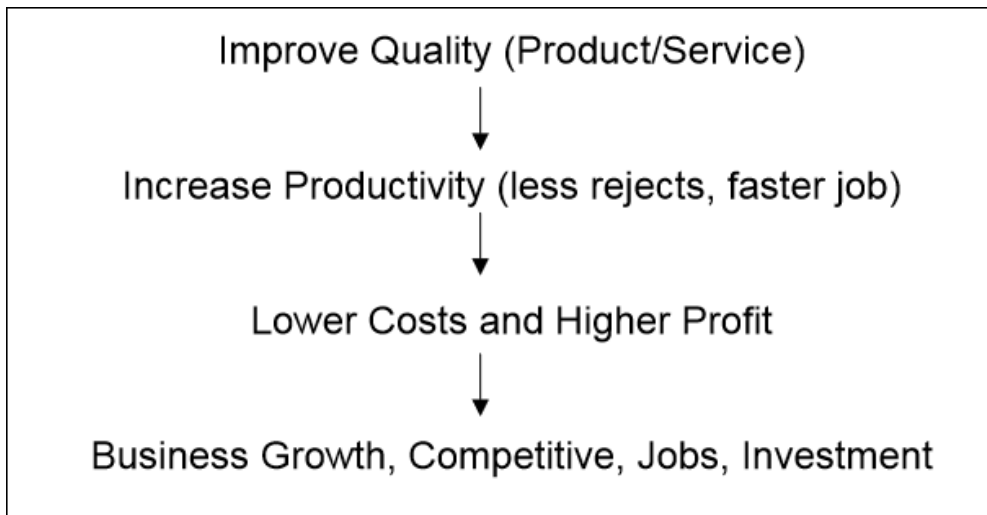 Improve Quality (Product/Service)
Increase Productivity (less rejects, faster job)
Lower Costs and Higher Profit
Business Growth, Competitive, Jobs, Investment